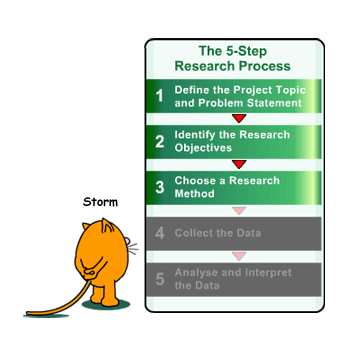 The 5-Step
Research Process
1 Define the Project Topic
and Problem Statement
2 Identify the Research
Objectives
3 Choose a Research
Method
Storm
4 Collect the Data
5 Analyse and Interpret
the Data